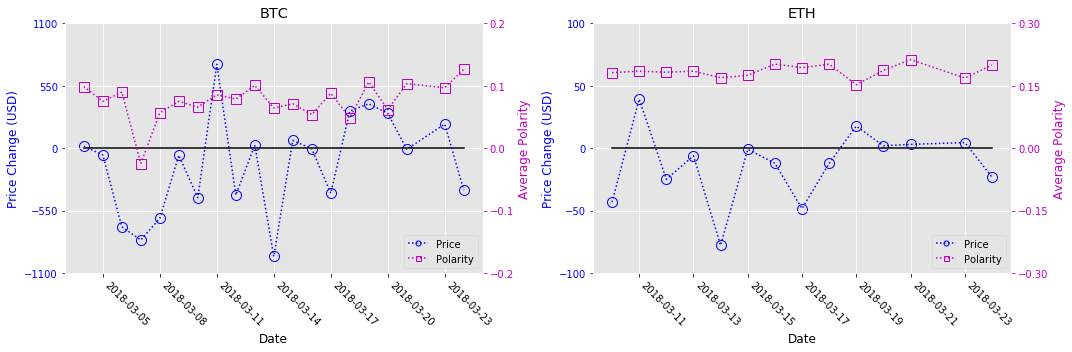 BTC
1100
550
0
−550
−1100
Price Change (USD)
0.2
0.1
0.0
−0.1
−0.2
Average Polarity
Price
Polarity
2018-03-05
2018-03-08
2018-03-11
2018-03-14
2018-03-17
2018-03-20
2018-03-23
Date
ETH
100
50
0
−50
−100
Price Change (USD)
0.30
0.15
0.00
−0.15
−0.30
Average Polarity
Price
Polarity
2018-03-11
2018-03-13
2018-03-15
2018-03-17
2018-03-19
2018-03-21
2018-03-23
Date